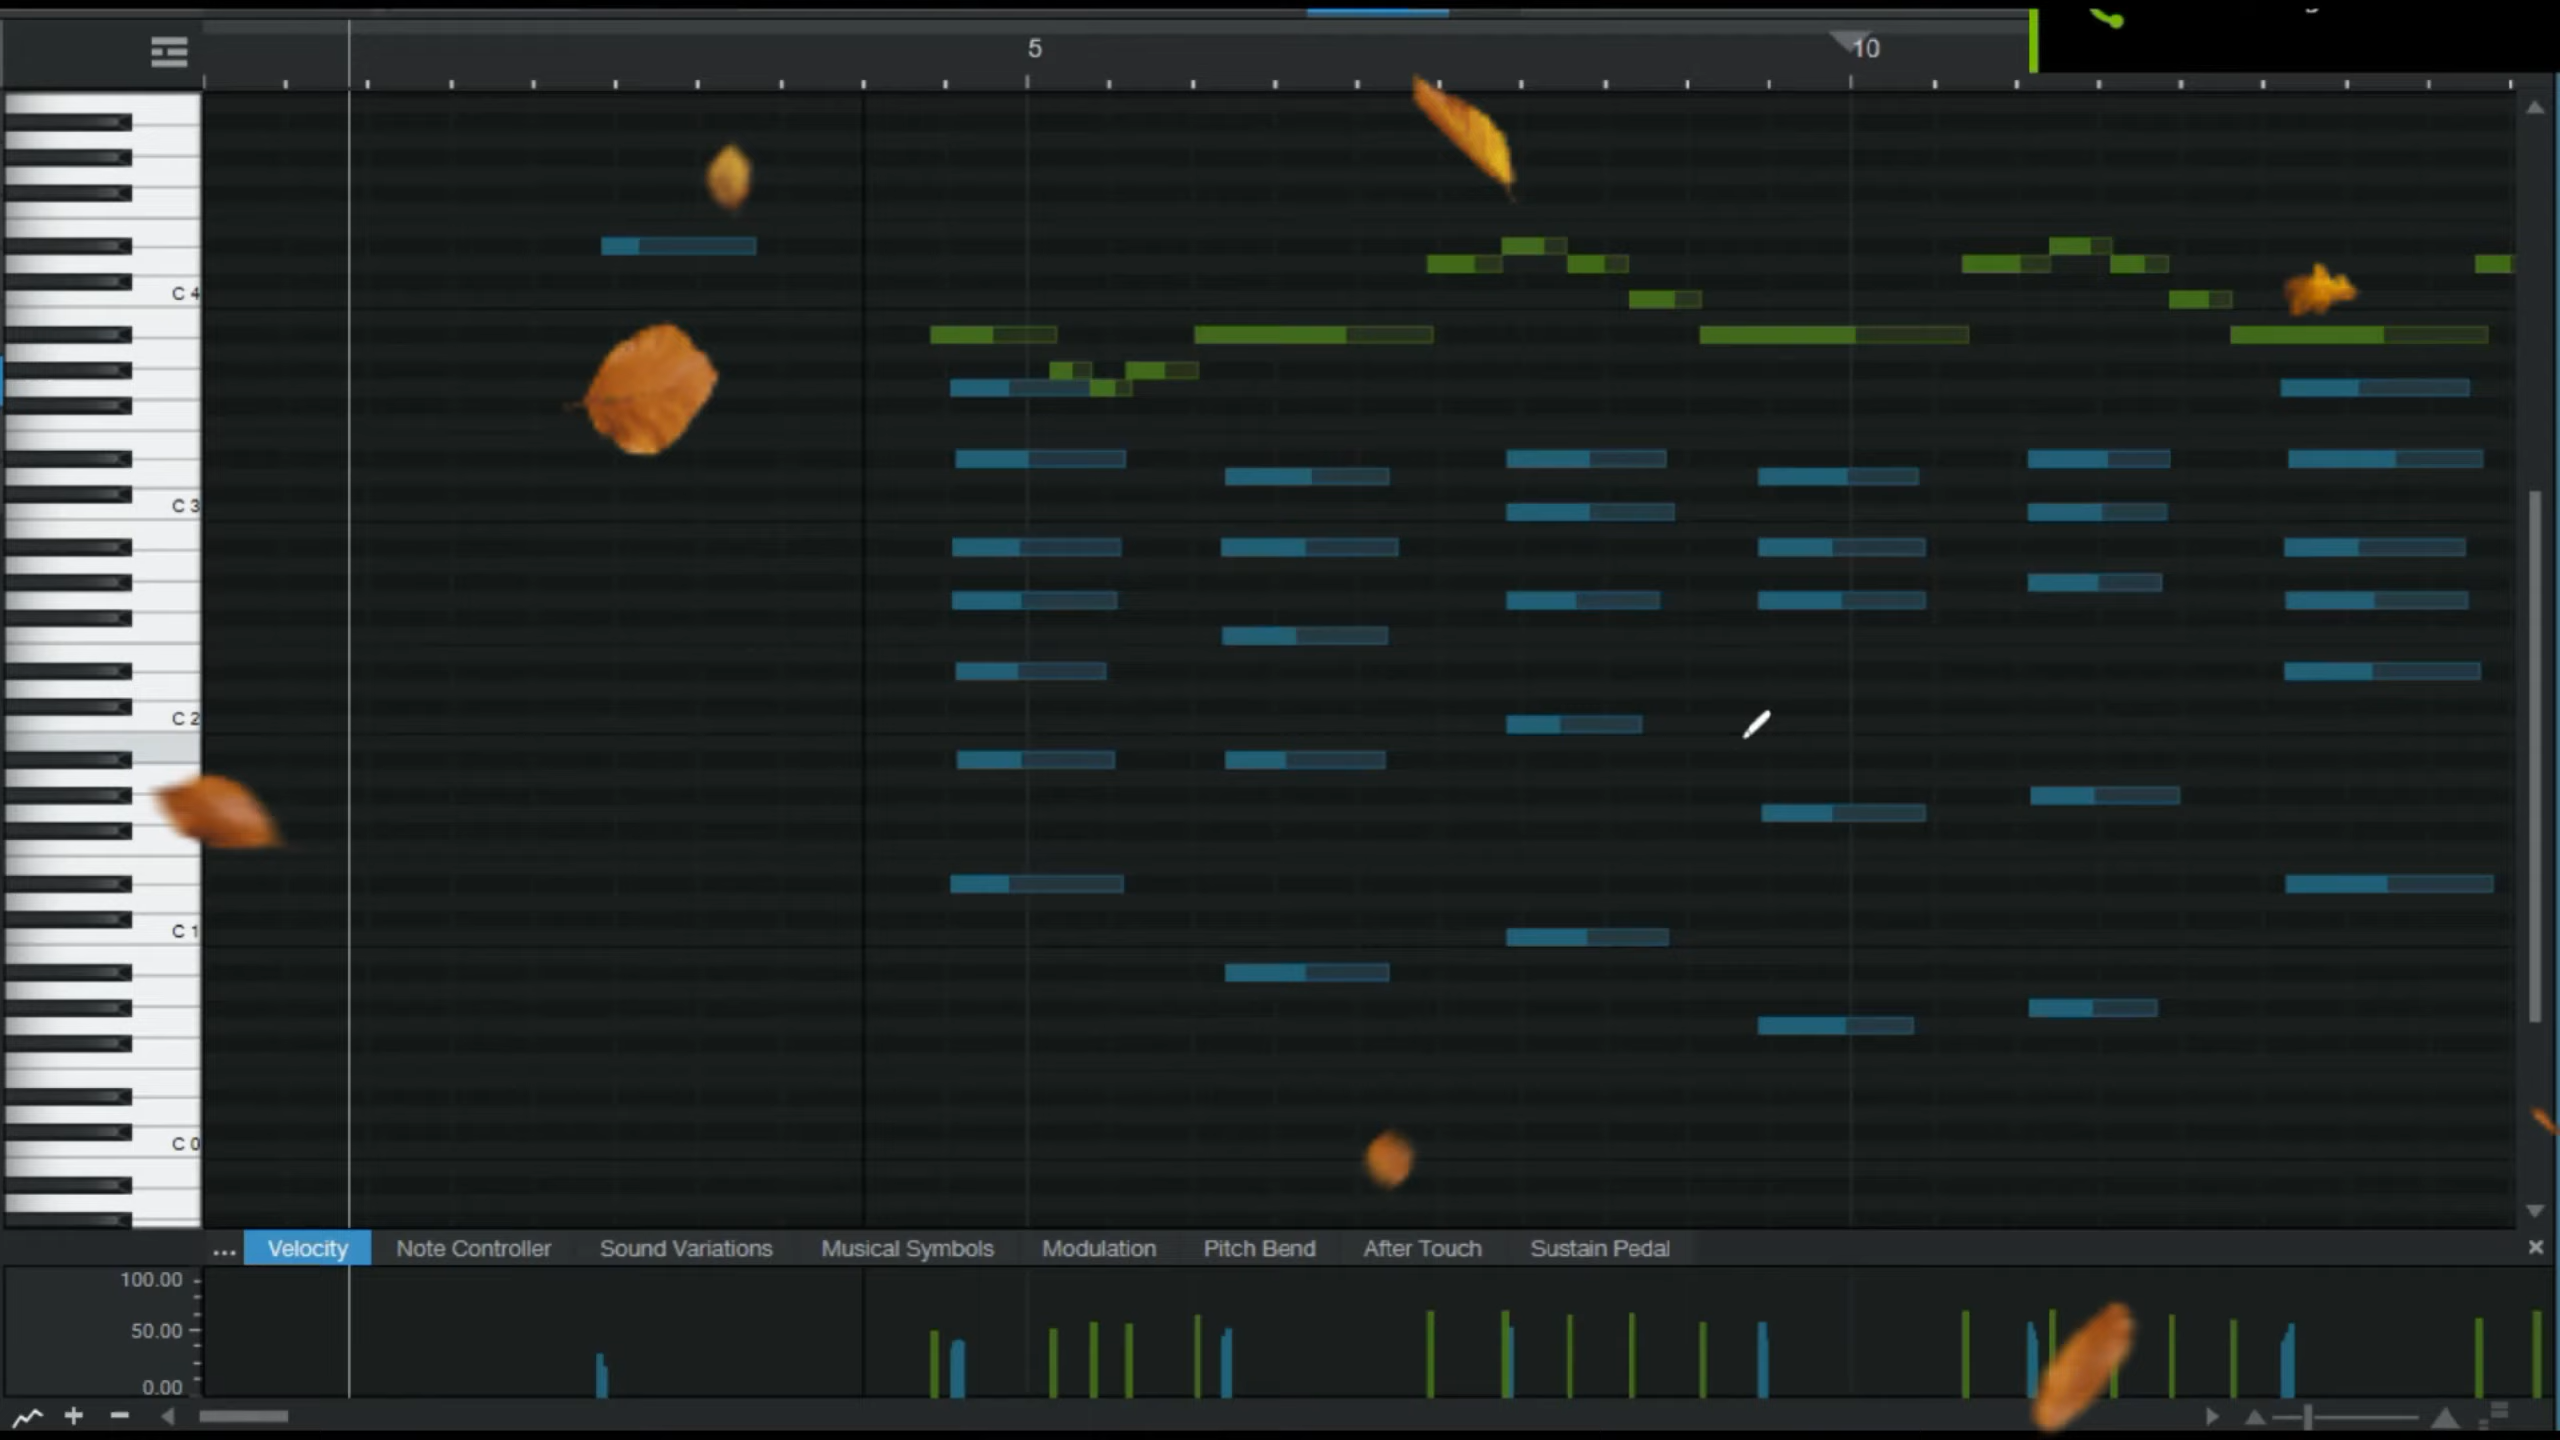 5
10
C 4
C 3
C 2
C 1
C 0
... Velocity Note Controller Sound Variations Musical Symbols Modulation Pitch Bend After Touch Sustain Pedal
100.00
50.00
0.00